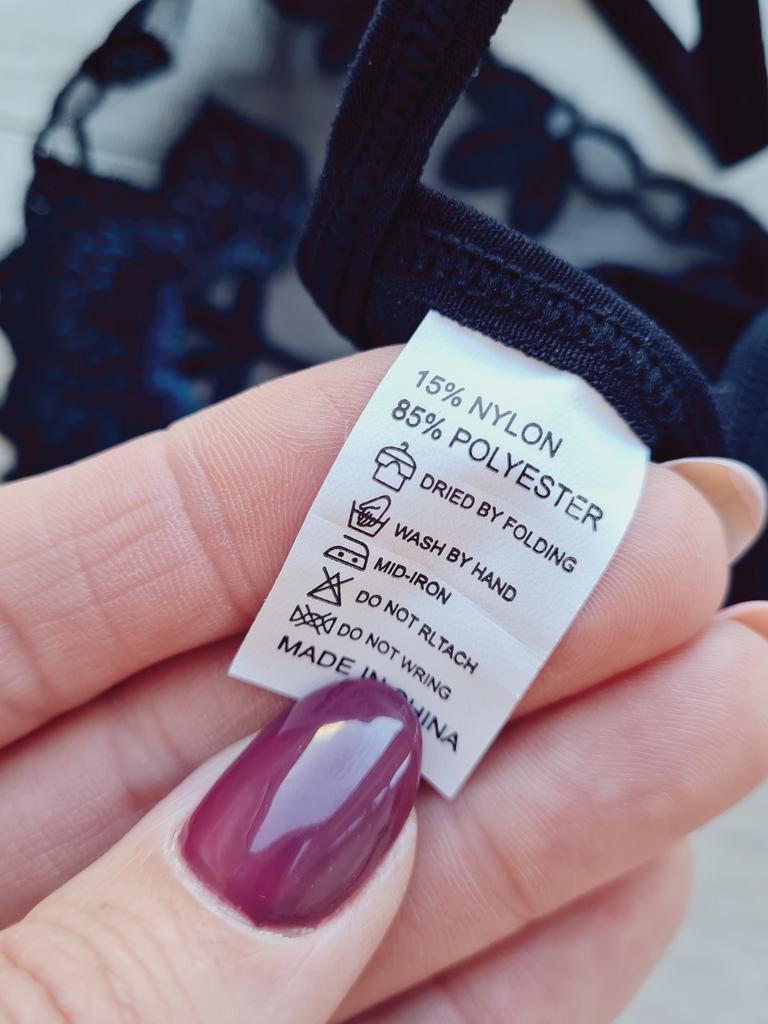 15% NYLON
85% POLYESTER
DRIED BY FOLDING
WASH BY HAND
MID-IRON
DO NOT RLTACH
DO NOT WRING
MADE IN CHINA